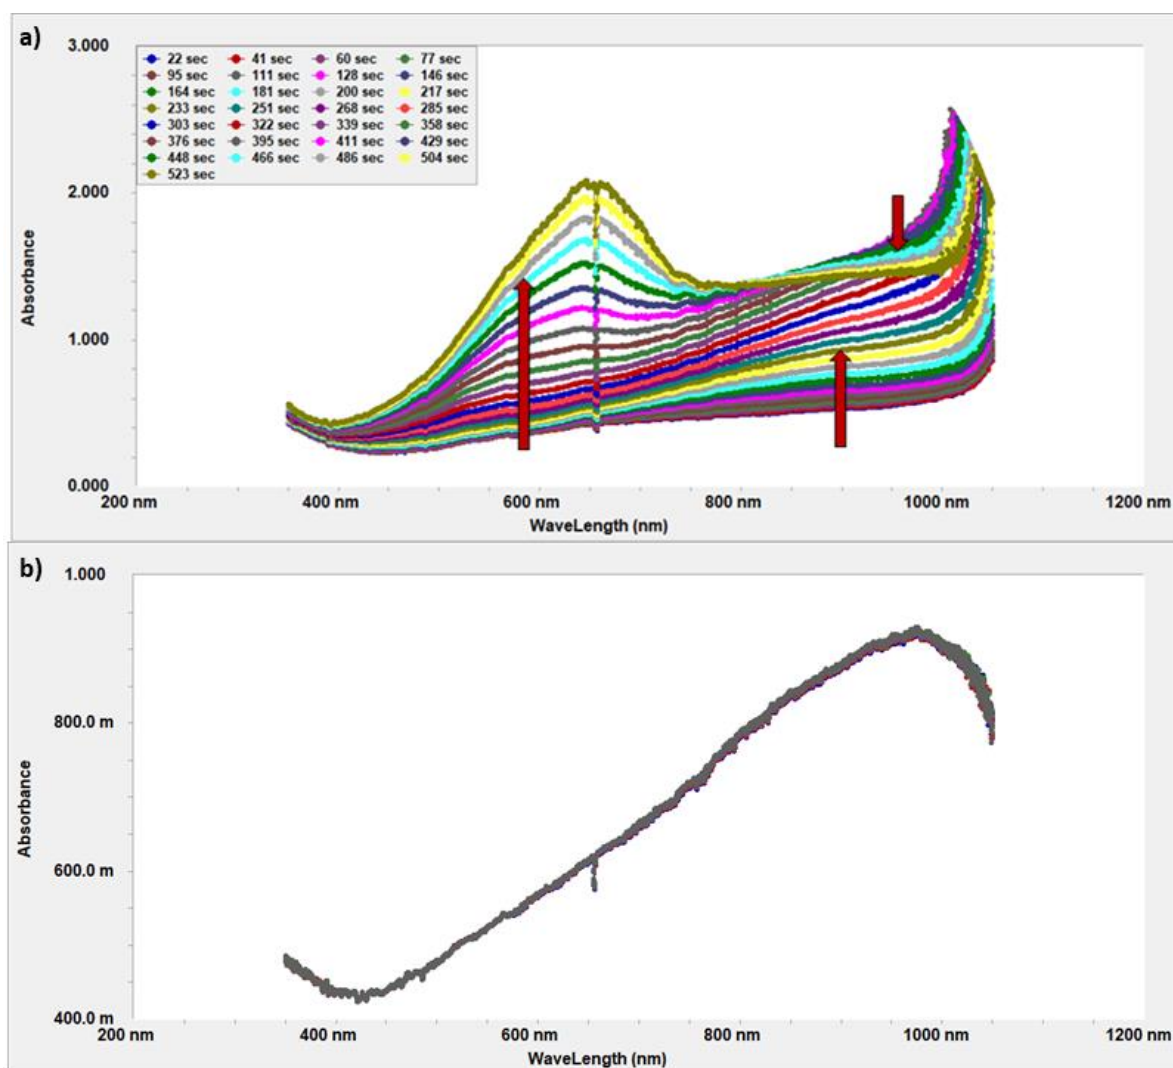 a)
3.000
22 sec 41 sec 60 sec 77 sec
95 sec 111 sec 128 sec 146 sec
164 sec 181 sec 200 sec 217 sec
233 sec 251 sec 268 sec 285 sec
303 sec 322 sec 339 sec 358 sec
376 sec 395 sec 411 sec 429 sec
448 sec 466 sec 486 sec 504 sec
523 sec
2.000
Absorbance
1.000
0.000
200 nm 400 nm 600 nm 800 nm 1000 nm 1200 nm
WaveLength (nm)
b)
1.000
800.0 m
Absorbance
600.0 m
400.0 m
200 nm 400 nm 600 nm 800 nm 1000 nm 1200 nm
WaveLength (nm)